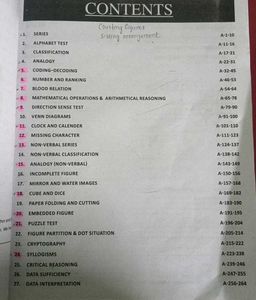 CONTENTS
Counting figures
Sitting arrangement
1. SERIES A-1-10
2. ALPHABET TEST A-11-16
3. CLASSIFICATION A-17-21
4. ANALOGY A-22-31
5. CODING-DECODING A-32-45
6. NUMBER AND RANKING A-46-53
7. BLOOD RELATION A-54-64
8. MATHEMATICAL OPERATIONS & ARITHMETICAL REASONING A-65-78
9. DIRECTION SENSE TEST A-79-90
10. VENN DIAGRAMS A-91-100
11. CLOCK AND CALENDER A-101-110
12. MISSING CHARACTER A-111-123
13. NON-VERBAL SERIES A-124-137
14. NON-VERBAL CLASSIFICATION A-138-142
15. ANALOGY (NON-VERBAL) A-143-149
16. INCOMPLETE FIGURE A-150-156
17. MIRROR AND WATER IMAGES A-157-168
18. CUBE AND DICE A-169-182
19. PAPER FOLDING AND CUTTING A-183-190
20. EMBEDDED FIGURE A-191-195
21. PUZZLE TEST A-196-204
22. FIGURE PARTITION & DOT SITUATION A-205-214
23. CRYPTOGRAPHY A-215-222
24. SYLLOGISMS A-223-238
25. CRITICAL REASONING A-239-246
26. DATA SUFFICIENCY A-247-255
27. DATA INTERPRETATION A-256-264